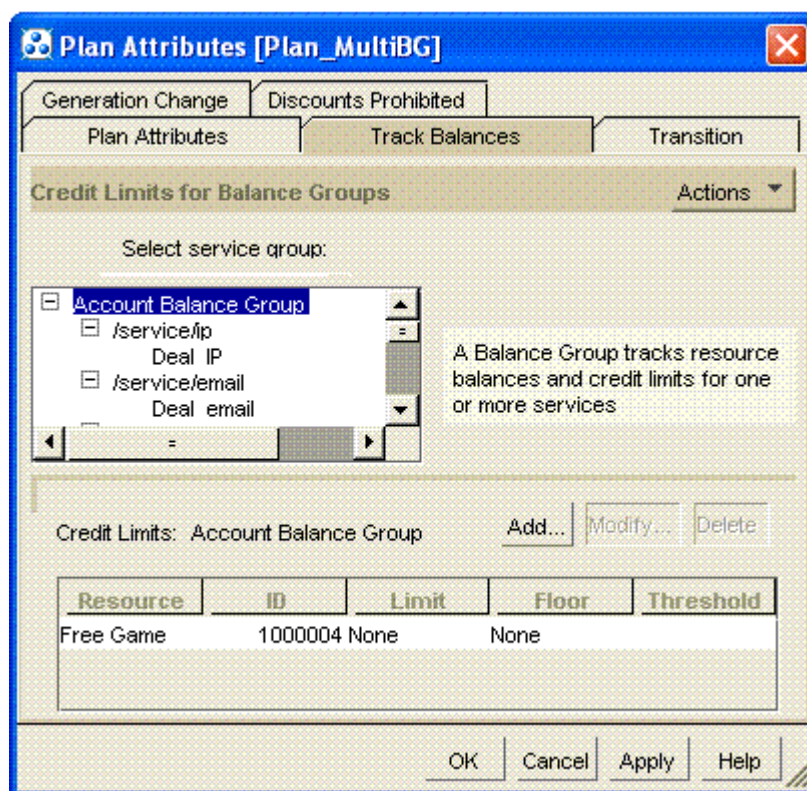 Plan Attributes [Plan_MultiBG]
Generation Change
Discounts Prohibited
Plan Attributes
Track Balances
Transition
Credit Limits for Balance Groups
Actions
Select service group:
Account Balance Group
/service/ip
Deal IP
/service/email
Deal email
A Balance Group tracks resource
balances and credit limits for one
or more services
Credit Limits: Account Balance Group
Add...
Modify...
Delete
Resource ID Limit Floor Threshold
Free Game 1000004 None None
OK Cancel Apply Help